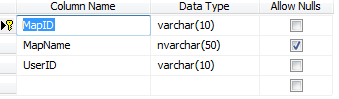 Column Name Data Type Allow Nulls
MapID varchar(10)
MapName nvarchar(50)
UserID varchar(10)